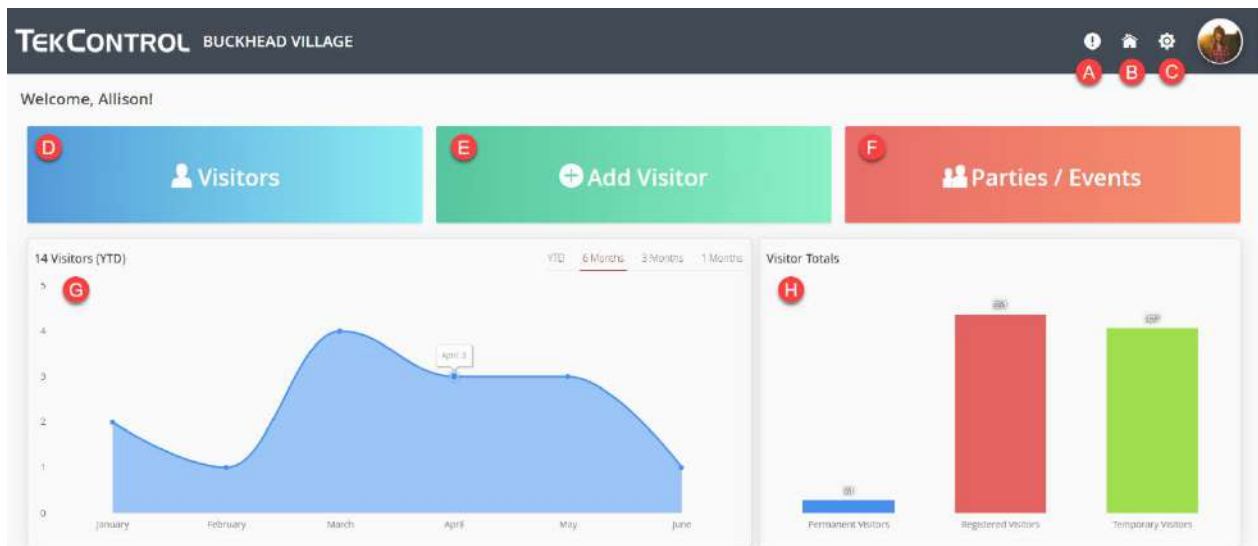 TEKCONTROL BUCKHEAD VILLAGE
A B C
Welcome, Allison!
D Visitors
E Add Visitor
F Parties / Events
14 Visitors (YTD)
YTD 6 Months 3 Months 1 Months
G
5
4
3
2
1
0
April 3
January February March April May June
Visitor Totals
H
Permanent Visitors Registered Visitors Temporary Visitors